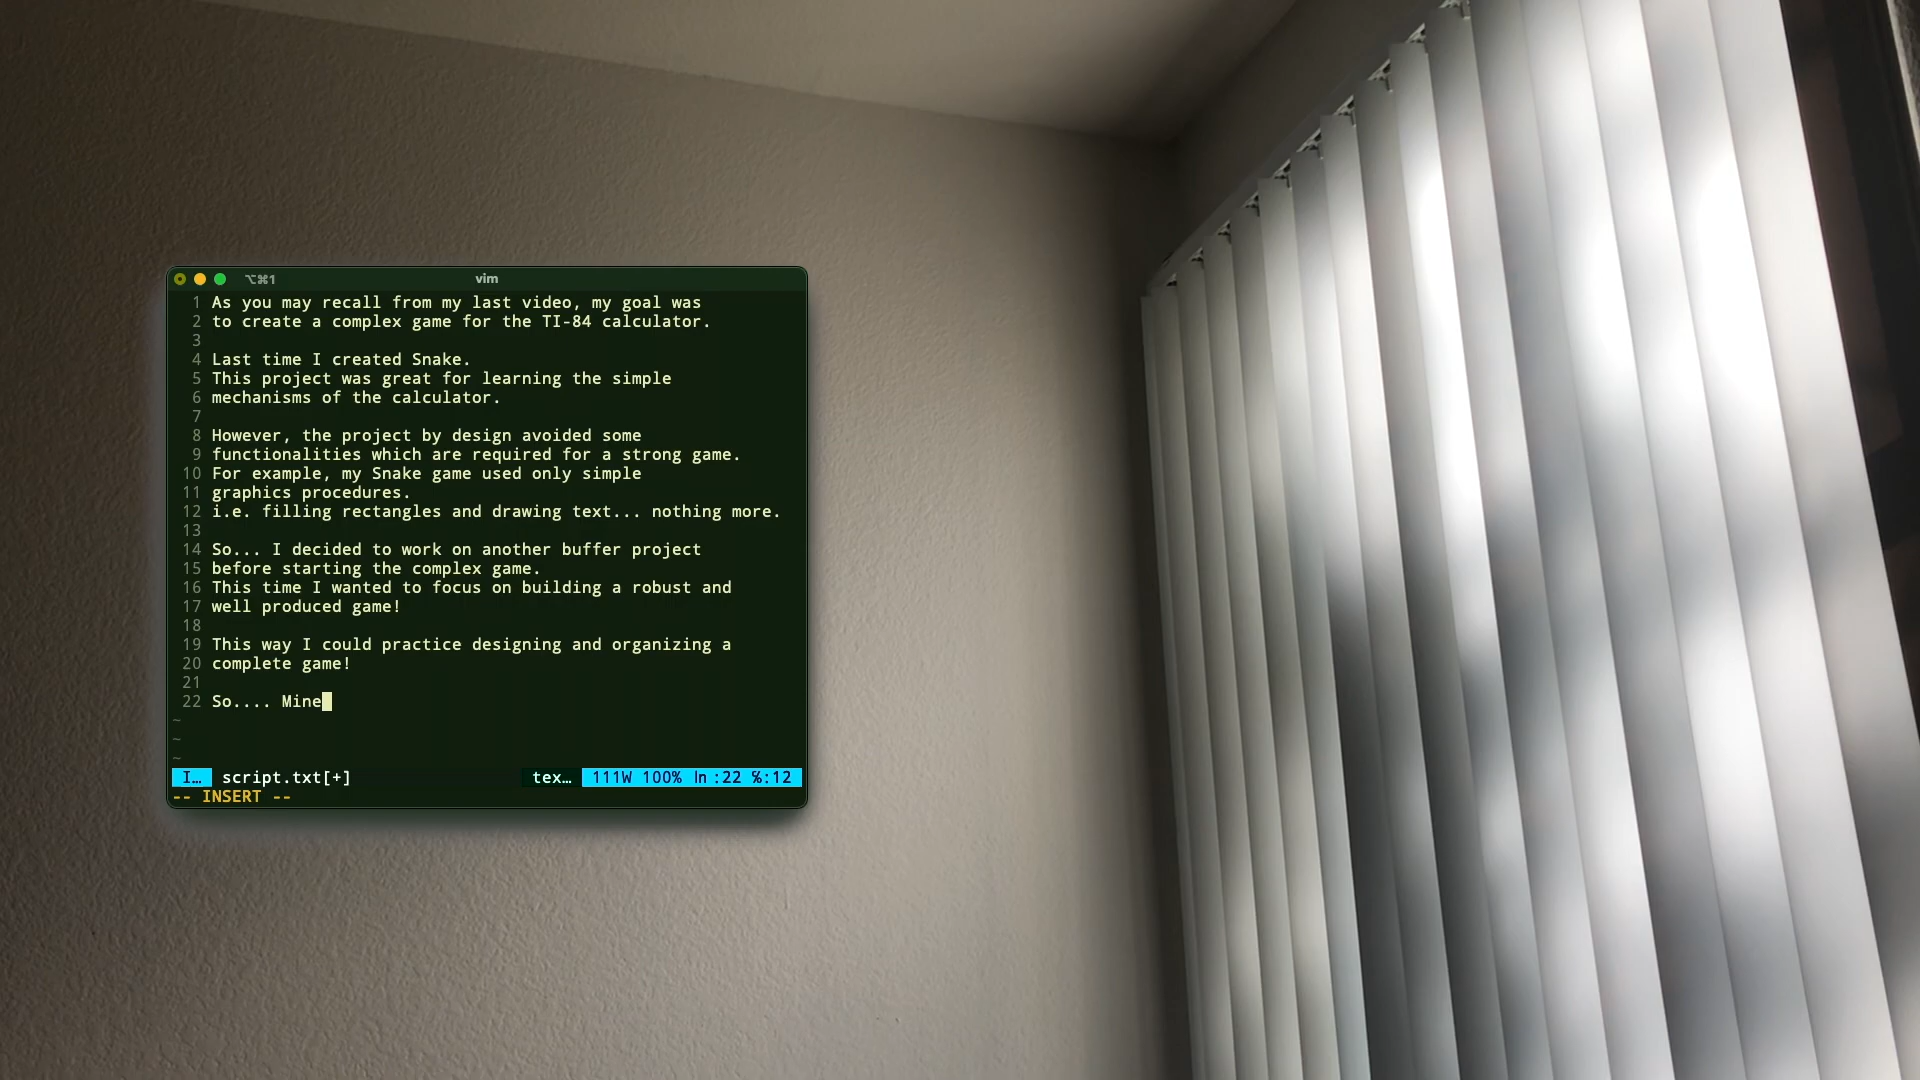 ⌥⌘1 vim
1 As you may recall from my last video, my goal was
2 to create a complex game for the TI-84 calculator.
3
4 Last time I created Snake.
5 This project was great for learning the simple
6 mechanisms of the calculator.
7
8 However, the project by design avoided some
9 functionalities which are required for a strong game.
10 For example, my Snake game used only simple
11 graphics procedures.
12 i.e. filling rectangles and drawing text... nothing more.
13
14 So... I decided to work on another buffer project
15 before starting the complex game.
16 This time I wanted to focus on building a robust and
17 well produced game!
18
19 This way I could practice designing and organizing a
20 complete game!
21
22 So.... Mine
~
~
~
I… script.txt[+] tex… 111W 100% ㏑:22 ℅:12
-- INSERT --